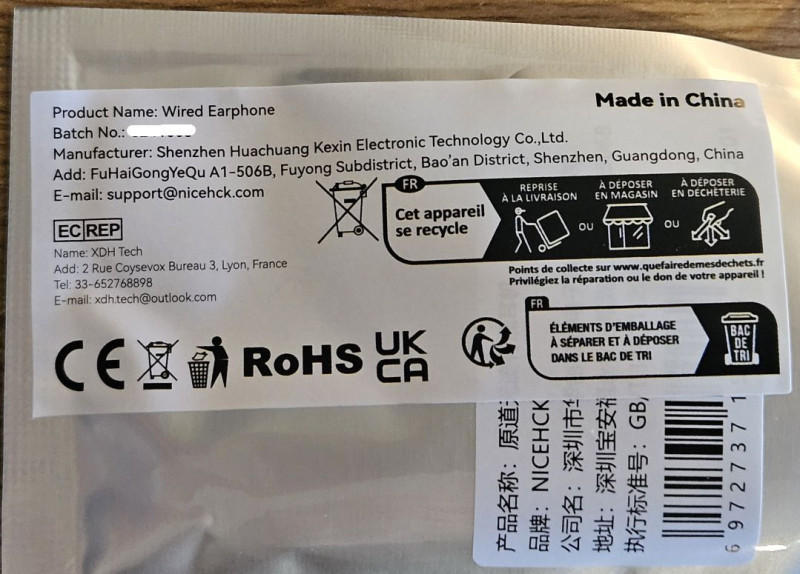 Made in China
Product Name: Wired Earphone
Batch No.:
Manufacturer: Shenzhen Huachuang Kexin Electronic Technology Co.,Ltd.
Add: FuHaiGongYeQu A1-506B, Fuyong Subdistrict, Bao'an District, Shenzhen, Guangdong, China
E-mail: support@nicehck.com
EC REP
Name: XDH Tech
Add: 2 Rue Coysevox Bureau 3, Lyon, France
Tel: 33-652768898
E-mail: xdh.tech@outlook.com
FR
Cet appareil
se recycle
REPRISE
À LA LIVRAISON
OU
À DÉPOSER
EN MAGASIN
OU
À DÉPOSER
EN DÉCHÈTERIE
Points de collecte sur www.quefairedemesdechets.fr
Privilégiez la réparation ou le don de votre appareil !
CE
RoHS
UK
CA
FR
ÉLÉMENTS D'EMBALLAGE
À SÉPARER ET À DÉPOSER
DANS LE BAC DE TRI
BAC
DE
TRI
产品名称：原道
品牌：NICEHCK
公司名：深圳市华
地址：深圳宝安福
执行标准号：GB/
6 972737 1